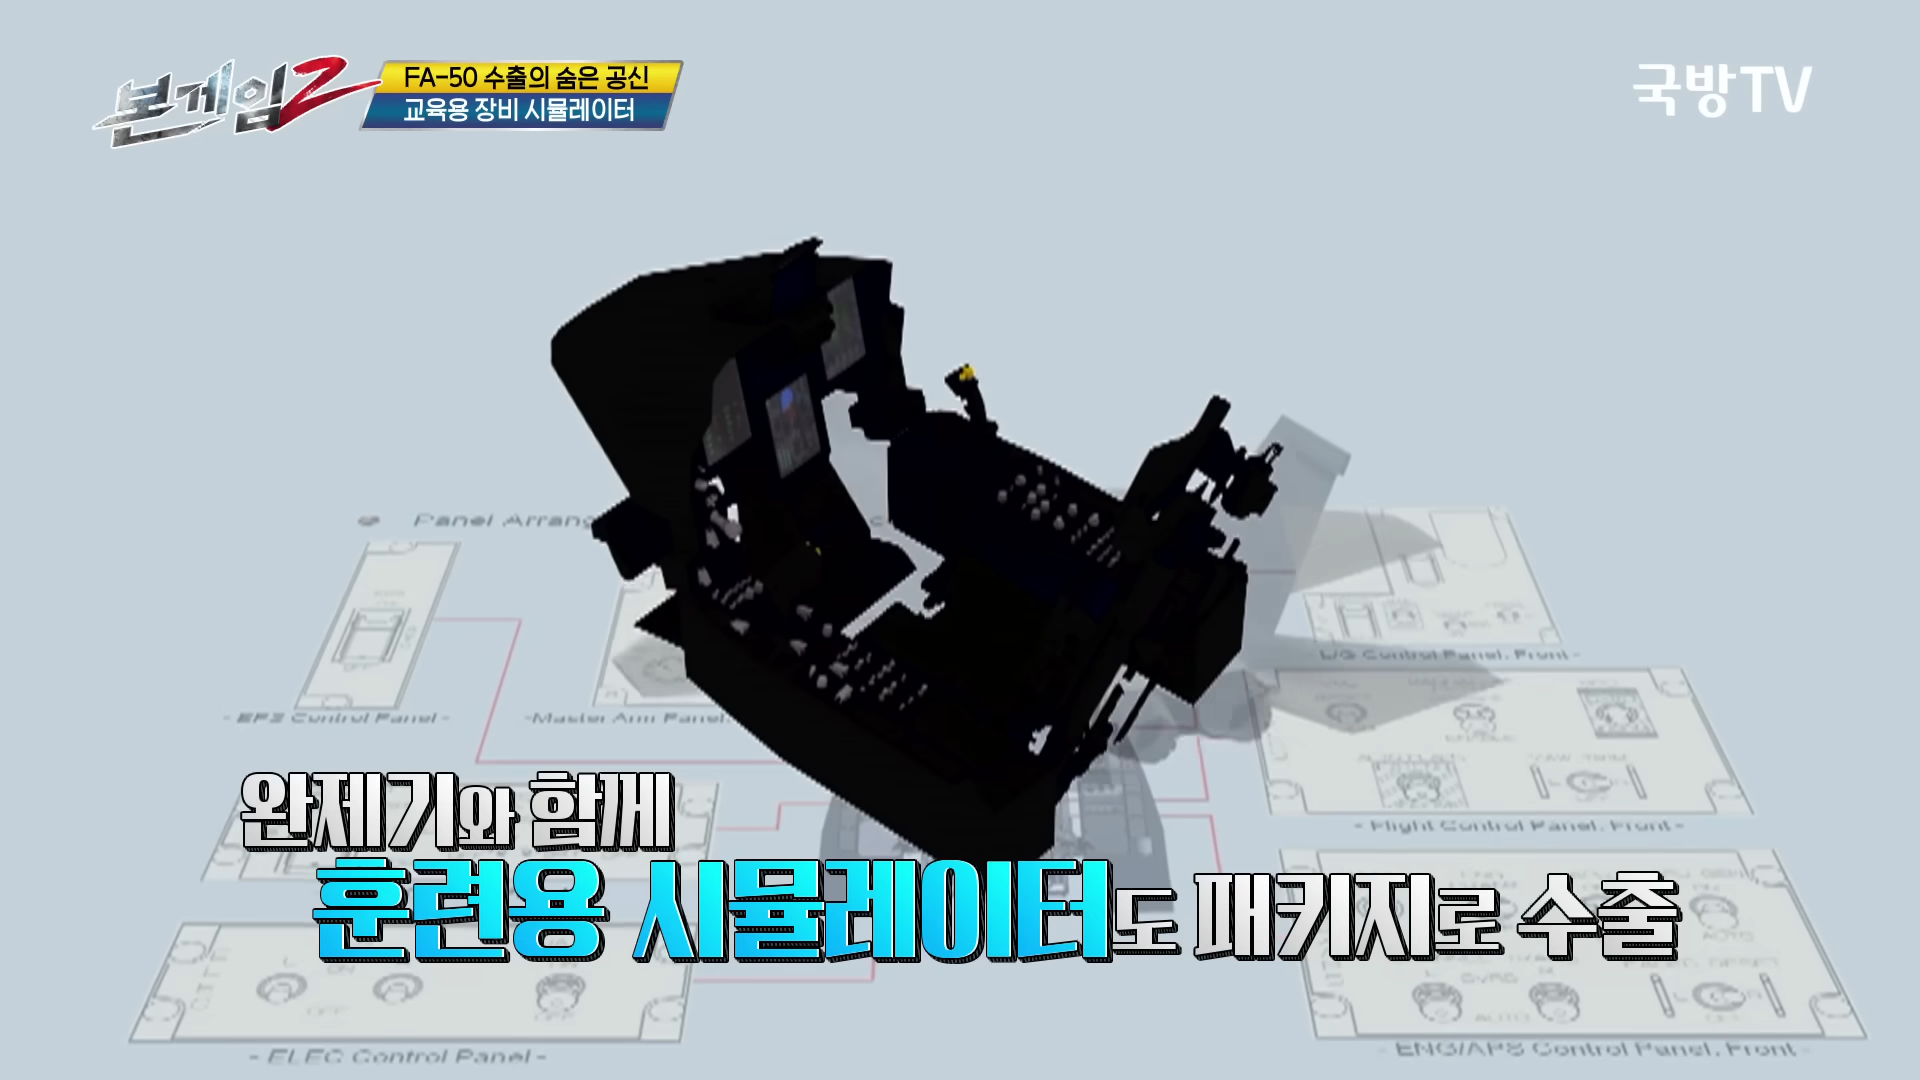 본게임2
FA-50 수출의 숨은 공신
교육용 장비 시뮬레이터
국방TV
Panel
- EFS Control Panel -
-Master Arm Panel
L/G Control Panel, Front -
- Flight Control Panel, Front -
완제기와 함께
훈련용 시뮬레이터도 패키지로 수출
L
ON
OFF
AUTO
- ELEC Control Panel -
- ENG/APS Control Panel, Front -